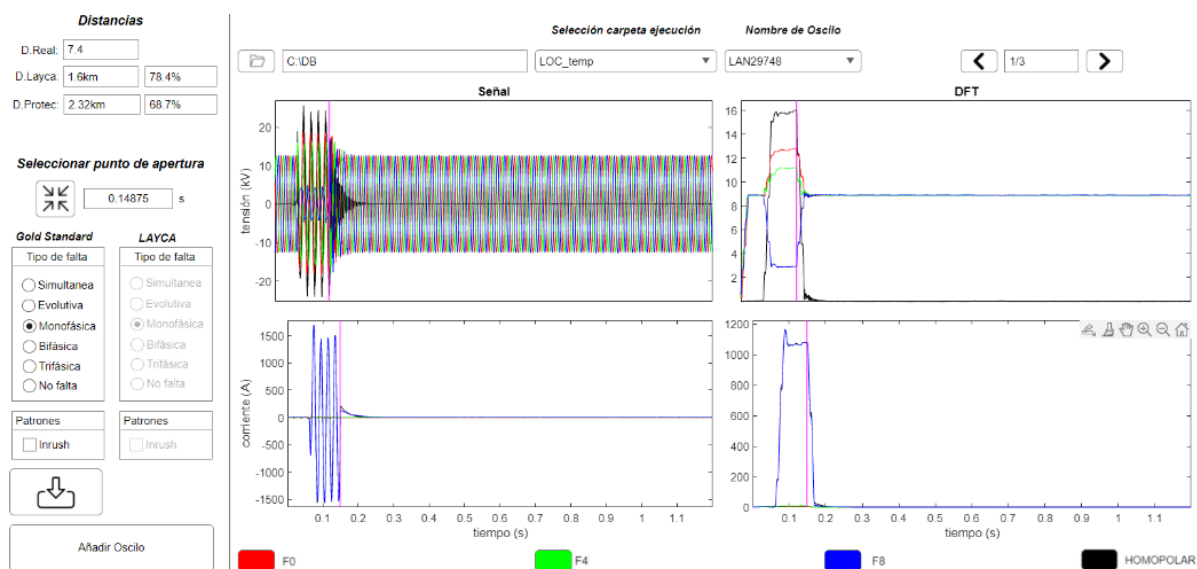 Distancias
D.Real: 7.4
D.Layca: 1.6km 78.4%
D.Protec: 2.32km 68.7%
Seleccionar punto de apertura
0.14875 s
Gold Standard LAYCA
Tipo de falta Tipo de falta
Simultanea Simultanea
Evolutiva Evolutiva
Monofásica Monofásica
Bifásica Bifásica
Trifásica Trifásica
No falta No falta
Patrones Patrones
Inrush Inrush
Añadir Oscilo
Selección carpeta ejecución Nombre de Oscilo
C:\DB LOC_temp LAN29748 1/3
Señal
tensión (kV)
20
10
0
-10
-20
DFT
16
14
12
10
8
6
4
2
corriente (A)
1500
1000
500
0
-500
-1000
-1500
0.1 0.2 0.3 0.4 0.5 0.6 0.7 0.8 0.9 1 1.1
tiempo (s)
1200
1000
800
600
400
200
0
0 0.1 0.2 0.3 0.4 0.5 0.6 0.7 0.8 0.9 1 1.1
tiempo (s)
F0 F4 F8 HOMOPOLAR